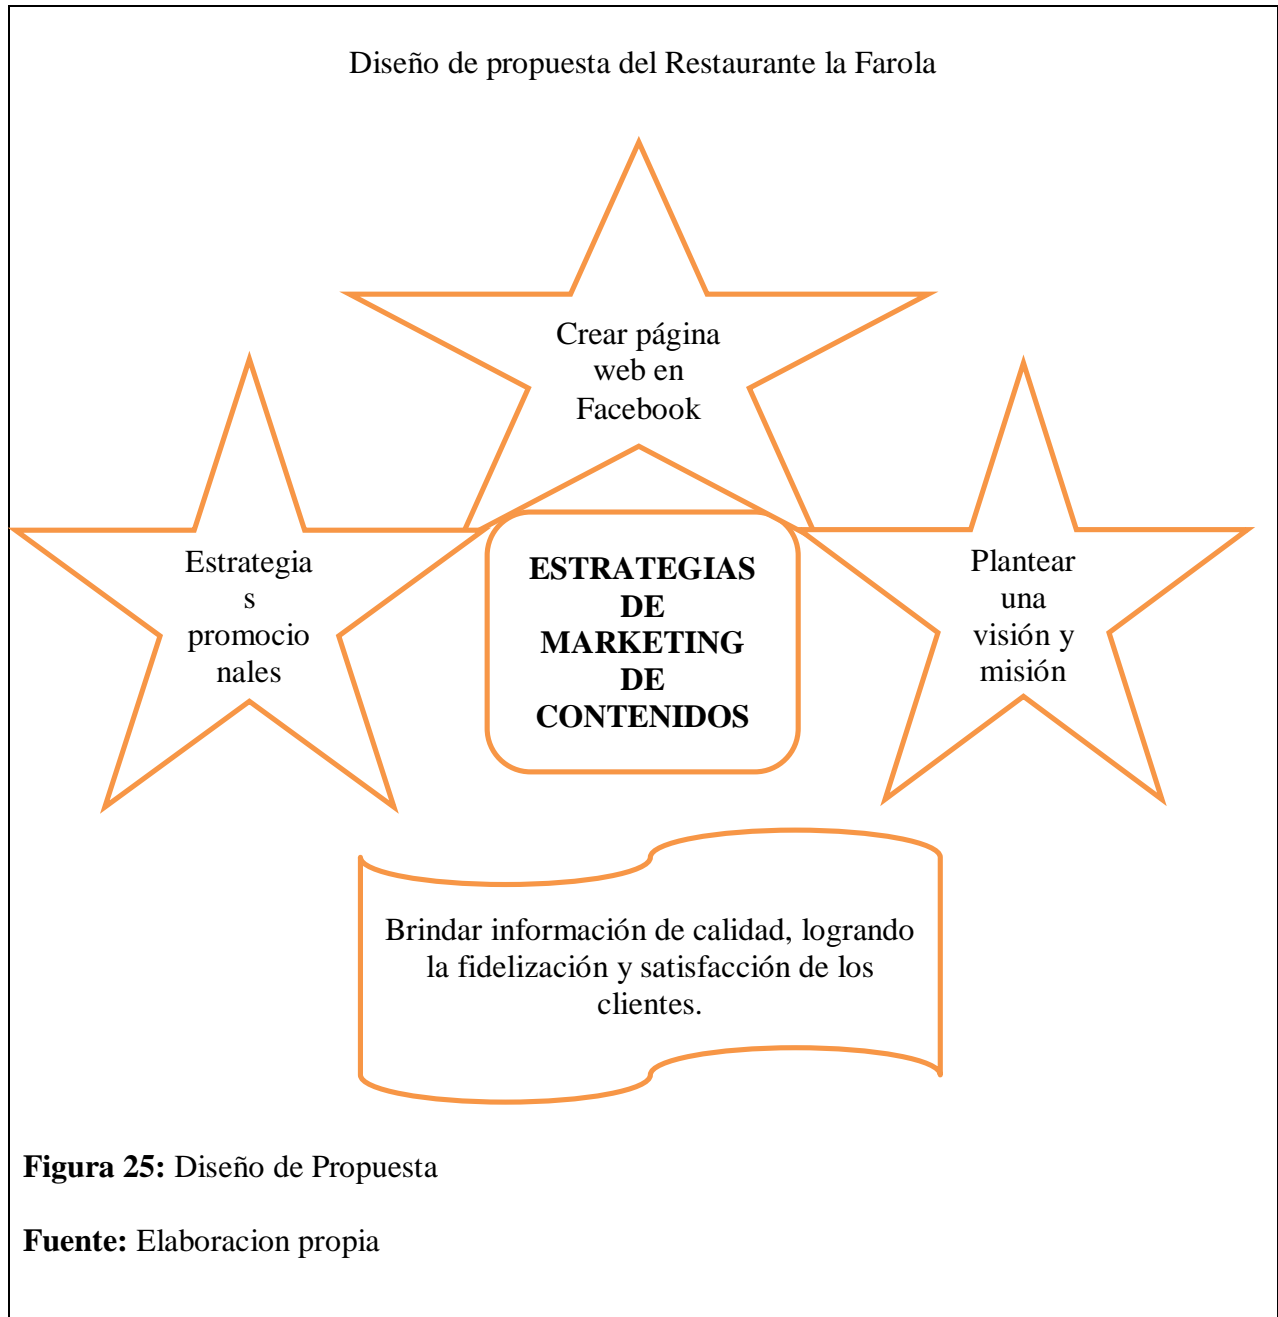 Diseño de propuesta del Restaurante la Farola
Crear página
web en
Facebook
Estrategia
s
promocio
nales
ESTRATEGIAS
DE
MARKETING
DE
CONTENIDOS
Plantear
una
visión y
misión
Brindar información de calidad, logrando
la fidelización y satisfacción de los
clientes.
Figura 25: Diseño de Propuesta
Fuente: Elaboracion propia